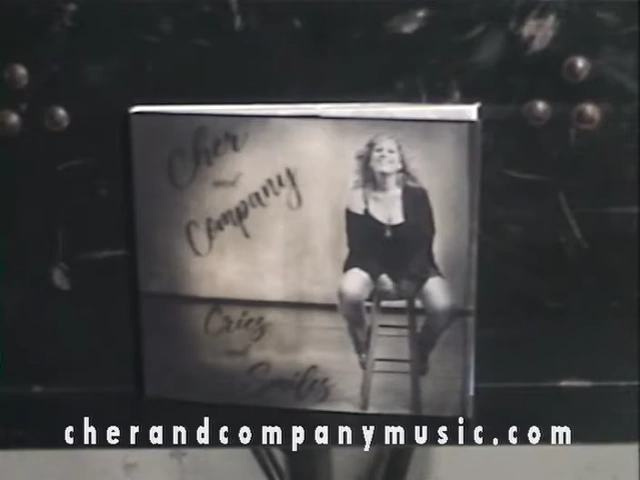 Cher
and
Company
Cries
and
Smiles
cherandcompanymusic.com